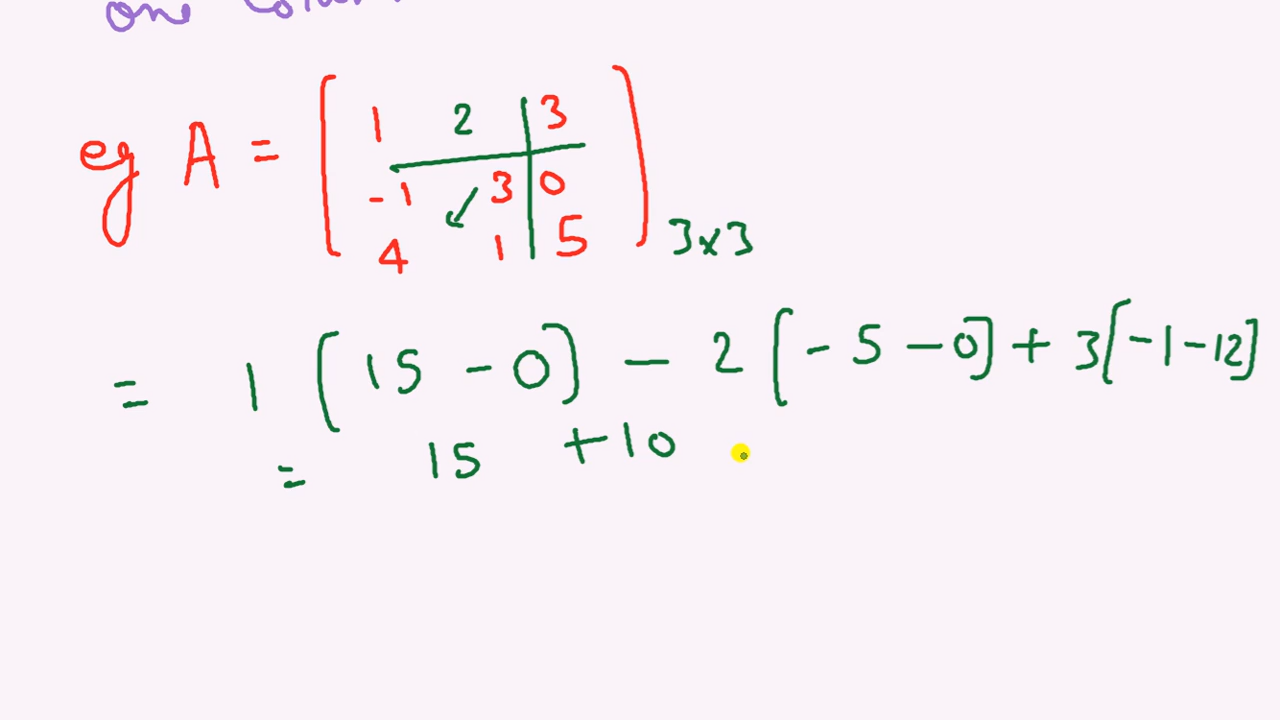 one
eg A = [ 1 2 3
-1 3 0
4 1 5 ] 3x3
= 1 ( 15 - 0 ) - 2 [ - 5 - 0 ] + 3 [ -1 - 12 ]
= 15 + 10